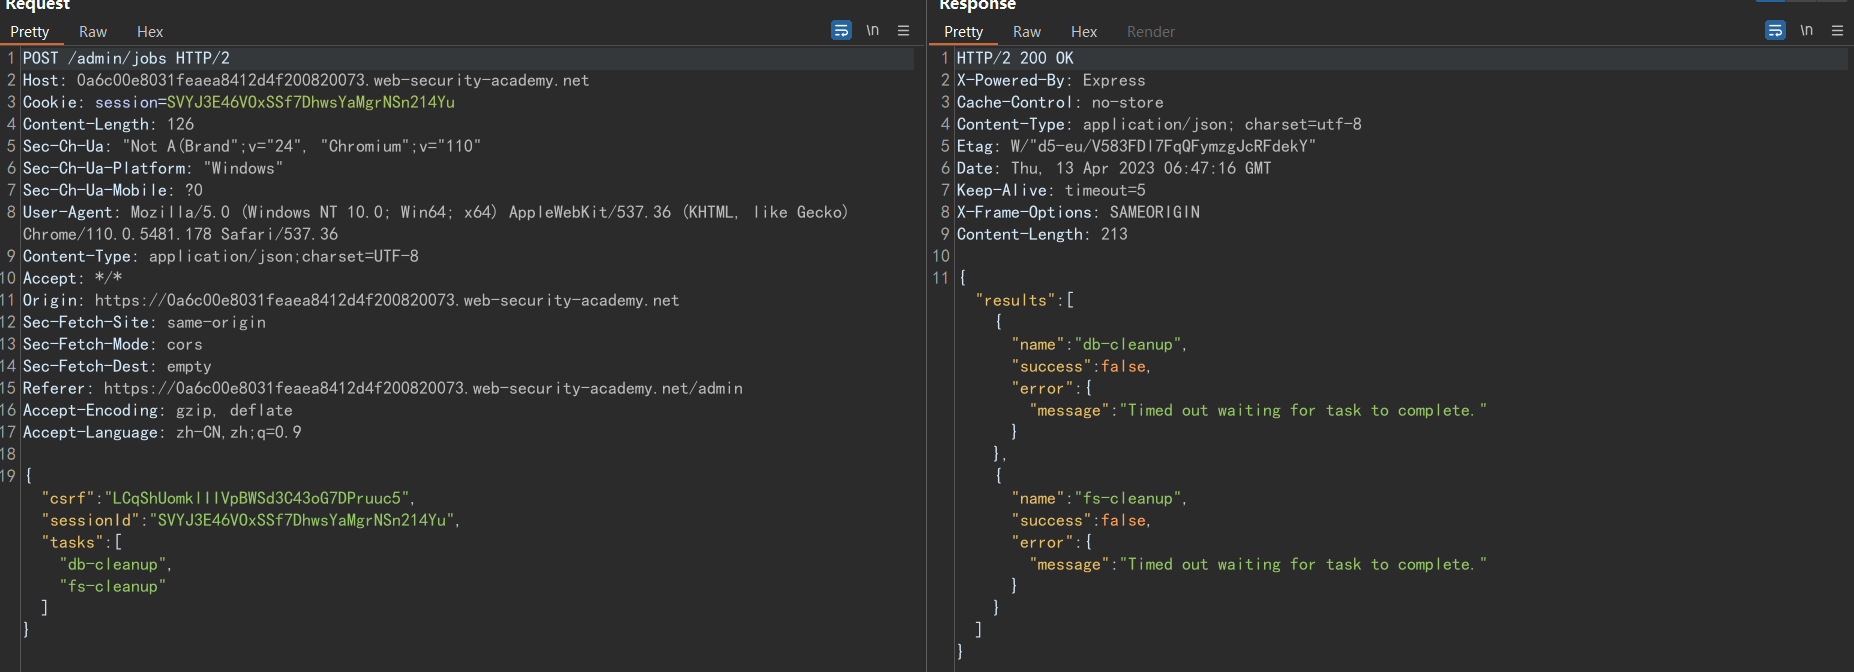 Request
Pretty Raw Hex \n
1 POST /admin/jobs HTTP/2
2 Host: 0a6c00e8031feaea8412d4f200820073.web-security-academy.net
3 Cookie: session=SVYJ3E46VOxSSf7DhwsYaMgrNSn214Yu
4 Content-Length: 126
5 Sec-Ch-Ua: "Not A(Brand";v="24", "Chromium";v="110"
6 Sec-Ch-Ua-Platform: "Windows"
7 Sec-Ch-Ua-Mobile: ?0
8 User-Agent: Mozilla/5.0 (Windows NT 10.0; Win64; x64) AppleWebKit/537.36 (KHTML, like Gecko)
Chrome/110.0.5481.178 Safari/537.36
9 Content-Type: application/json;charset=UTF-8
10 Accept: */*
11 Origin: https://0a6c00e8031feaea8412d4f200820073.web-security-academy.net
12 Sec-Fetch-Site: same-origin
13 Sec-Fetch-Mode: cors
14 Sec-Fetch-Dest: empty
15 Referer: https://0a6c00e8031feaea8412d4f200820073.web-security-academy.net/admin
16 Accept-Encoding: gzip, deflate
17 Accept-Language: zh-CN,zh;q=0.9
18
19 {
"csrf":"LCqShUomklIlVpBWSd3C43oG7DPruuc5",
"sessionId":"SVYJ3E46VOxSSf7DhwsYaMgrNSn214Yu",
"tasks":[
"db-cleanup",
"fs-cleanup"
]
}
Response
Pretty Raw Hex Render \n
1 HTTP/2 200 OK
2 X-Powered-By: Express
3 Cache-Control: no-store
4 Content-Type: application/json; charset=utf-8
5 Etag: W/"d5-eu/V583FDl7FqQFymzgJcRFdekY"
6 Date: Thu, 13 Apr 2023 06:47:16 GMT
7 Keep-Alive: timeout=5
8 X-Frame-Options: SAMEORIGIN
9 Content-Length: 213
10
11 {
"results":[
{
"name":"db-cleanup",
"success":false,
"error":{
"message":"Timed out waiting for task to complete."
}
},
{
"name":"fs-cleanup",
"success":false,
"error":{
"message":"Timed out waiting for task to complete."
}
}
]
}